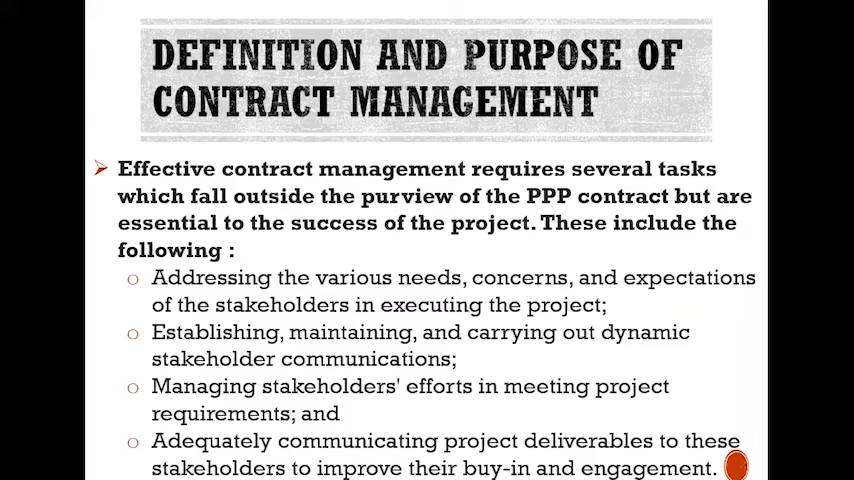 DEFINITION AND PURPOSE OF
CONTRACT MANAGEMENT
Effective contract management requires several tasks
which fall outside the purview of the PPP contract but are
essential to the success of the project. These include the
following :
Addressing the various needs, concerns, and expectations
of the stakeholders in executing the project;
Establishing, maintaining, and carrying out dynamic
stakeholder communications;
Managing stakeholders' efforts in meeting project
requirements; and
Adequately communicating project deliverables to these
stakeholders to improve their buy-in and engagement.